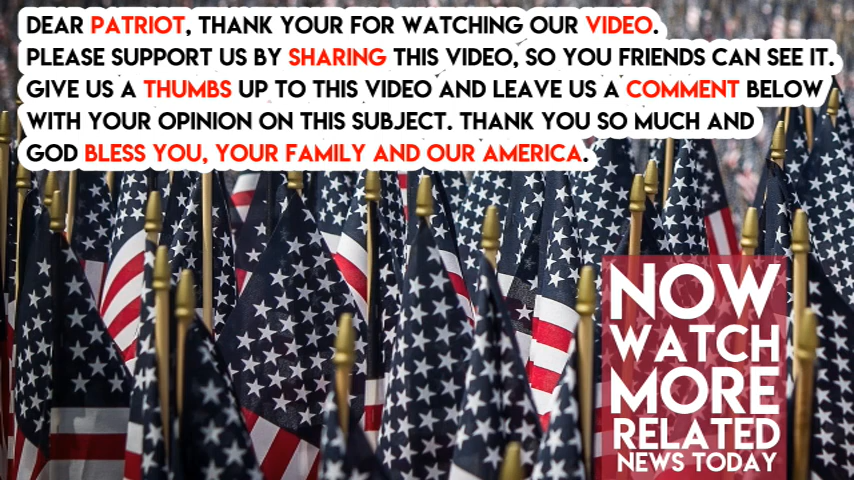 DEAR PATRIOT, THANK YOUR FOR WATCHING OUR VIDEO.
PLEASE SUPPORT US BY SHARING THIS VIDEO, SO YOU FRIENDS CAN SEE IT.
GIVE US A THUMBS UP TO THIS VIDEO AND LEAVE US A COMMENT BELOW
WITH YOUR OPINION ON THIS SUBJECT. THANK YOU SO MUCH AND
GOD BLESS YOU, YOUR FAMILY AND OUR AMERICA.
NOW
WATCH
MORE
RELATED
NEWS TODAY